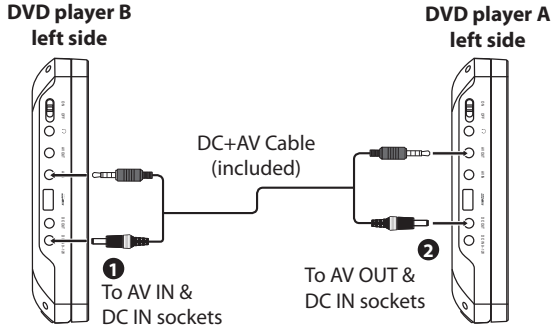 DVD player B
left side
DVD player A
left side
DC+AV Cable
(included)
1
To AV IN &
DC IN sockets
2
To AV OUT &
DC IN sockets